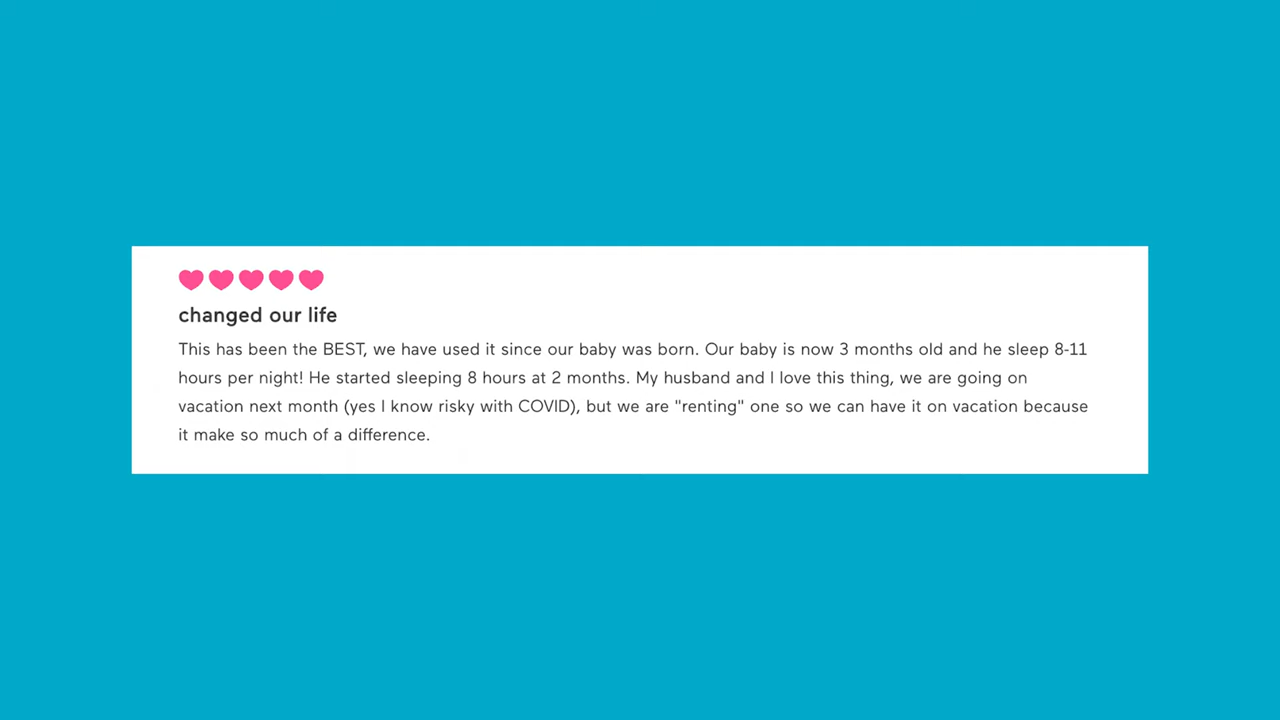 changed our life
This has been the BEST, we have used it since our baby was born. Our baby is now 3 months old and he sleep 8-11
hours per night! He started sleeping 8 hours at 2 months. My husband and I love this thing, we are going on
vacation next month (yes I know risky with COVID), but we are "renting" one so we can have it on vacation because
it make so much of a difference.